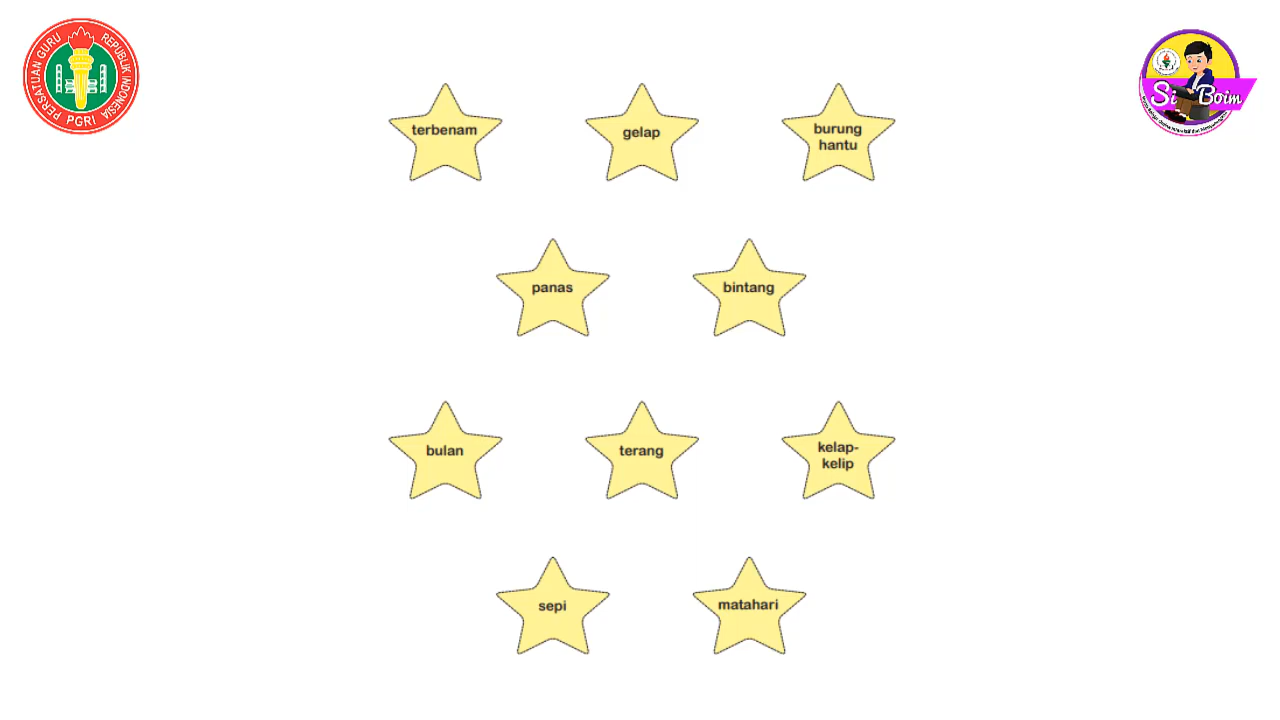 PERSATUAN GURU REPUBLIK INDONESIA
PGRI
Si Boim
terbenam
gelap
burung
hantu
panas
bintang
bulan
terang
kelap-
kelip
sepi
matahari